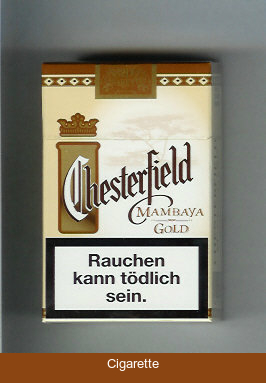 Chesterfield
MAMBAYA
GOLD
Rauchen
kann tödlich
sein.
Cigarette